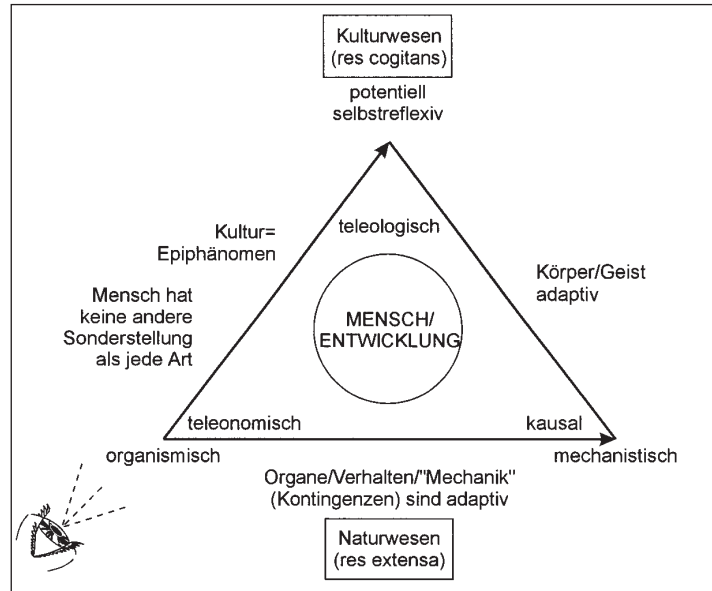 Kulturwesen
(res cogitans)
potentiell
selbstreflexiv
Kultur=
Epiphänomen
teleologisch
Körper/Geist
adaptiv
Mensch hat
keine andere
Sonderstellung
als jede Art
MENSCH/
ENTWICKLUNG
teleonomisch
kausal
organismisch
mechanistisch
Organe/Verhalten/"Mechanik"
(Kontingenzen) sind adaptiv
Naturwesen
(res extensa)